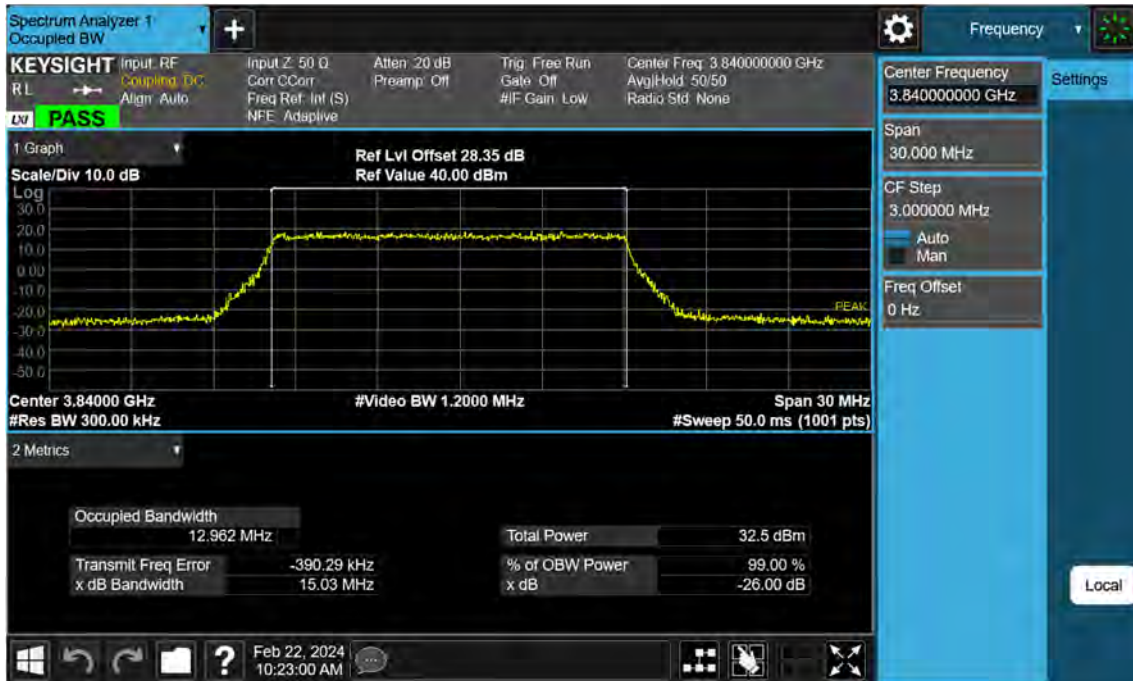 Spectrum Analyzer 1
Occupied BW
+
Frequency
KEYSIGHT
RL
LXI PASS
Input: RF
Coupling: DC
Align: Auto
Input Z: 50 Ω
Corr CCorr
Freq Ref: Int (S)
NFE: Adaptive
Atten: 20 dB
Preamp: Off
Trig: Free Run
Gate: Off
#IF Gain: Low
Center Freq: 3.840000000 GHz
Avg|Hold: 50/50
Radio Std: None
Center Frequency
3.840000000 GHz
Settings
Span
30.000 MHz
CF Step
3.000000 MHz
Auto
Man
Freq Offset
0 Hz
Local
1 Graph
Scale/Div 10.0 dB
Ref Lvl Offset 28.35 dB
Ref Value 40.00 dBm
Log
30.0
20.0
10.0
0.00
-10.0
-20.0
-30.0
-40.0
-50.0
PEAK
Center 3.84000 GHz
#Video BW 1.2000 MHz
Span 30 MHz
#Res BW 300.00 kHz
#Sweep 50.0 ms (1001 pts)
2 Metrics
Occupied Bandwidth
12.962 MHz
Total Power 32.5 dBm
Transmit Freq Error -390.29 kHz
% of OBW Power 99.00 %
x dB Bandwidth 15.03 MHz
x dB -26.00 dB
?
Feb 22, 2024
10:23:00 AM